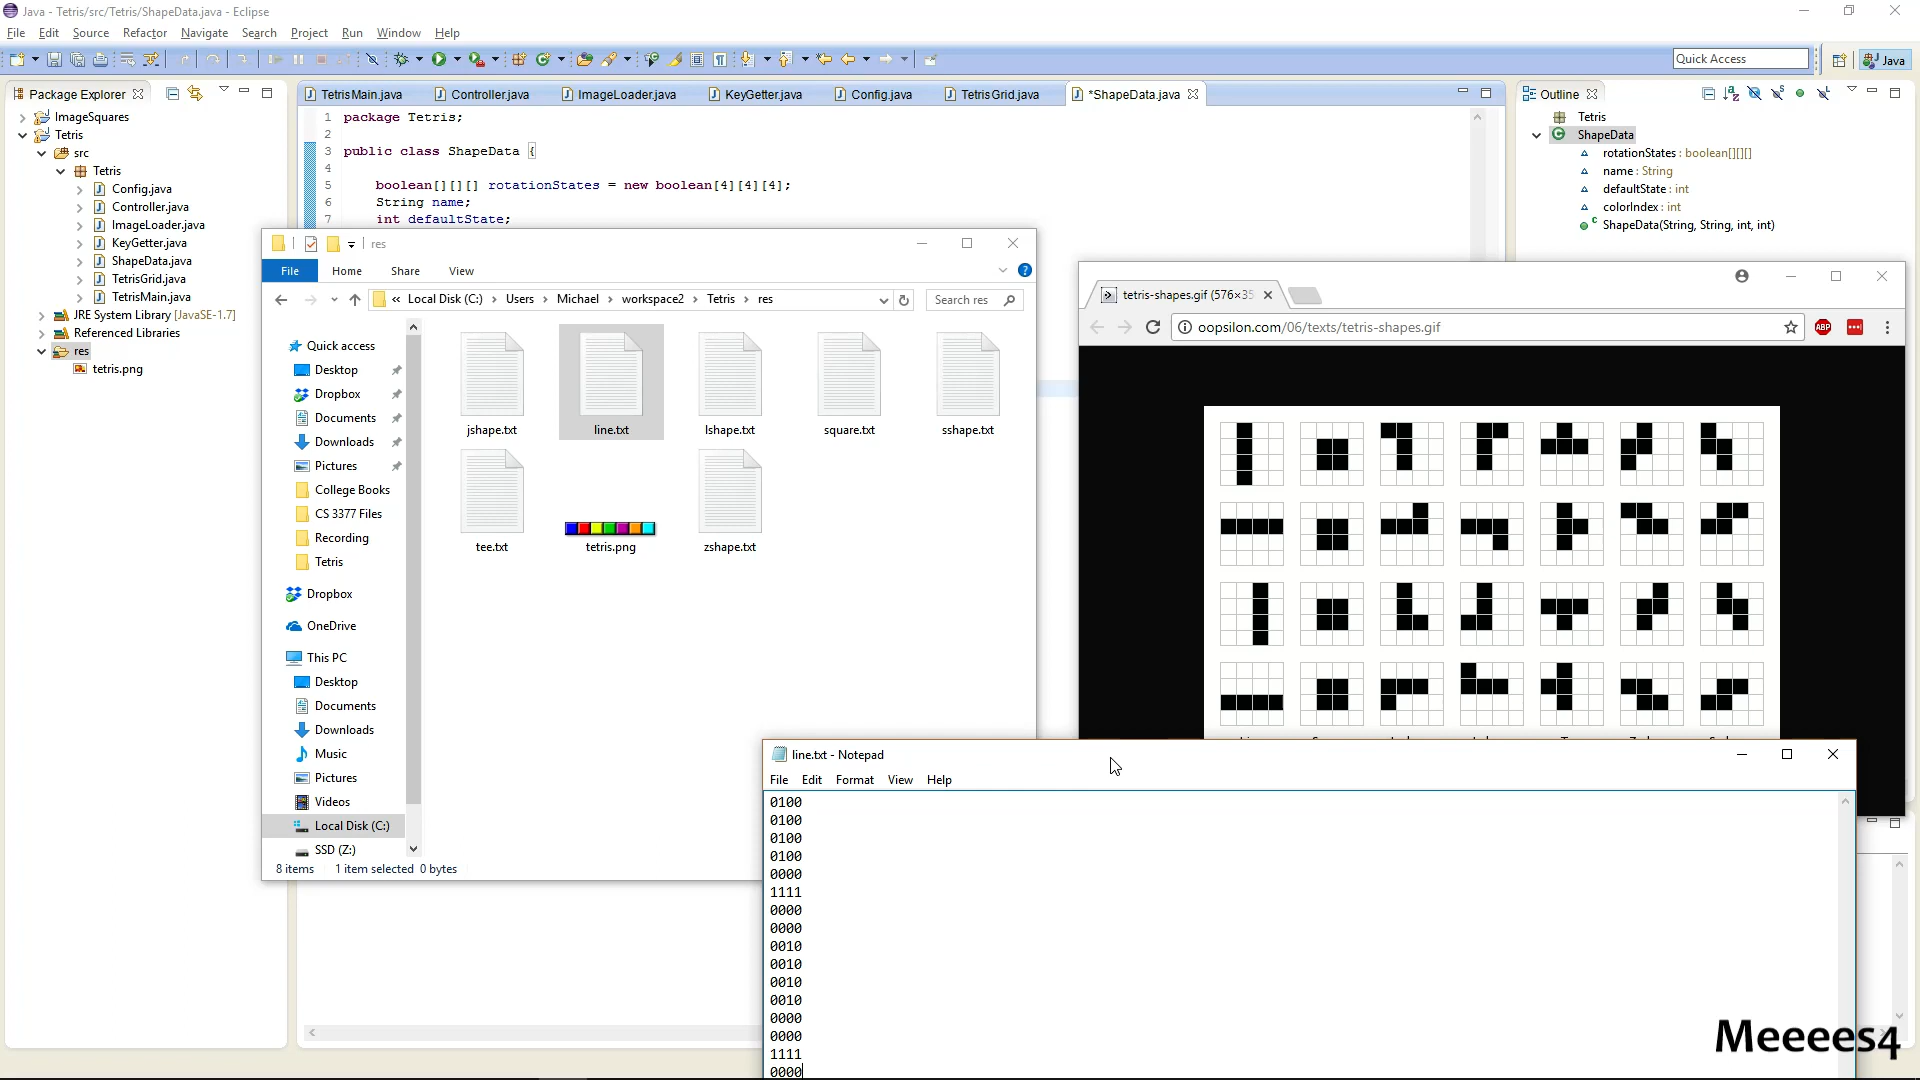 Java - Tetris/src/Tetris/ShapeData.java - Eclipse
File Edit Source Refactor Navigate Search Project Run Window Help
Quick Access
Java
Package Explorer
ImageSquares
Tetris
src
Tetris
Config.java
Controller.java
ImageLoader.java
KeyGetter.java
ShapeData.java
TetrisGrid.java
TetrisMain.java
JRE System Library [JavaSE-1.7]
Referenced Libraries
res
tetris.png
TetrisMain.java Controller.java ImageLoader.java KeyGetter.java Config.java TetrisGrid.java *ShapeData.java
1 package Tetris;
2
3 public class ShapeData {
4
5 boolean[][][] rotationStates = new boolean[4][4][4];
6 String name;
7 int defaultState;
Outline
Tetris
ShapeData
rotationStates : boolean[][][]
name : String
defaultState : int
colorIndex : int
ShapeData(String, String, int, int)
res
File Home Share View
« Local Disk (C:) > Users > Michael > workspace2 > Tetris > res
Search res
Quick access
Desktop
Dropbox
Documents
Downloads
Pictures
College Books
CS 3377 Files
Recording
Tetris
Dropbox
OneDrive
This PC
Desktop
Documents
Downloads
Music
Pictures
Videos
Local Disk (C:)
SSD (Z:)
jshape.txt line.txt lshape.txt square.txt sshape.txt
tee.txt tetris.png zshape.txt
8 items 1 item selected 0 bytes
tetris-shapes.gif (576×35
oopsilon.com/06/texts/tetris-shapes.gif
ABP
line.txt - Notepad
File Edit Format View Help
0100
0100
0100
0100
0000
1111
0000
0000
0010
0010
0010
0010
0000
0000
1111
0000
Meeees4